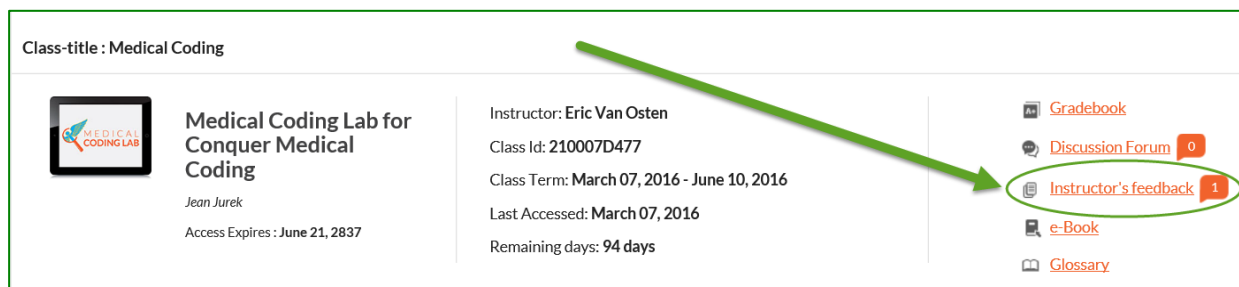 Class-title : Medical Coding
MEDICAL
CODING LAB
Medical Coding Lab for
Conquer Medical
Coding
Jean Jurek
Access Expires : June 21, 2837
Instructor: Eric Van Osten
Class Id: 210007D477
Class Term: March 07, 2016 - June 10, 2016
Last Accessed: March 07, 2016
Remaining days: 94 days
A+
Gradebook
Discussion Forum 0
Instructor's feedback 1
e-Book
Glossary